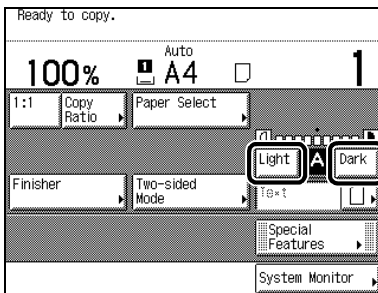 Ready to copy.
Auto
100% 1 A4 1
1:1 Copy Ratio Paper Select
Light A Dark
Finisher Two-sided Mode Text
Special Features
System Monitor